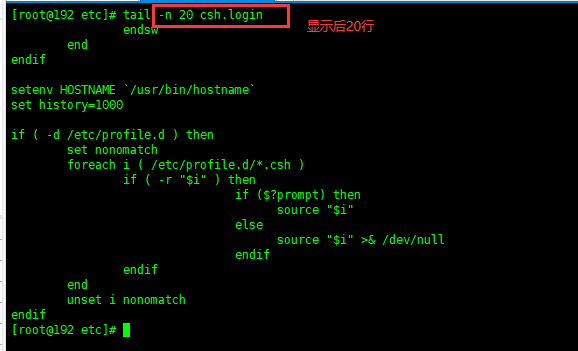 [root@192 etc]# tail -n 20 csh.login
显示后20行
                endsw
        end
endif

setenv HOSTNAME `/usr/bin/hostname`
set history=1000

if ( -d /etc/profile.d ) then
        set nonomatch
        foreach i ( /etc/profile.d/*.csh )
                if ( -r "$i" ) then
                                if ($?prompt) then
                                      source "$i"
                                else
                                      source "$i" >& /dev/null
                                endif
                endif
        end
        unset i nonomatch
endif
[root@192 etc]#